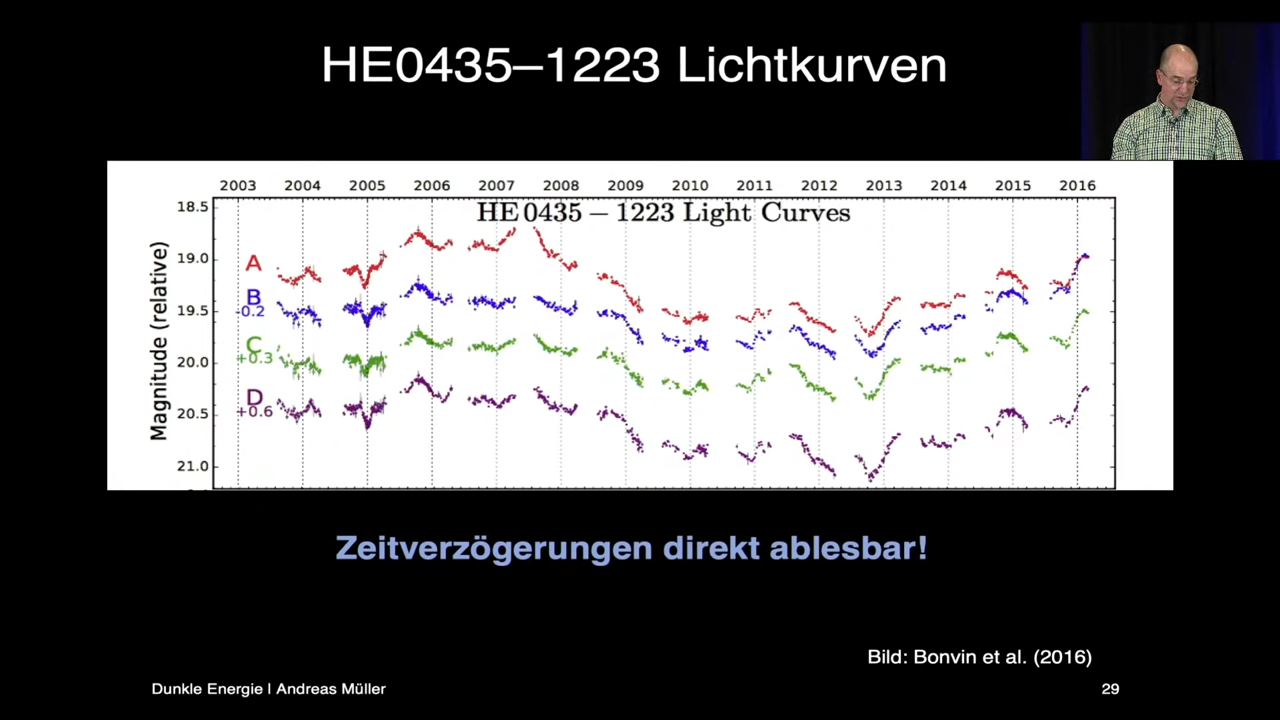 HE0435–1223 Lichtkurven
2003 2004 2005 2006 2007 2008 2009 2010 2011 2012 2013 2014 2015 2016
HE 0435 − 1223 Light Curves
Magnitude (relative)
18.5
19.0
19.5
20.0
20.5
21.0
A
B
-0.2
C
+0.3
D
+0.6
Zeitverzögerungen direkt ablesbar!
Bild: Bonvin et al. (2016)
Dunkle Energie | Andreas Müller
29